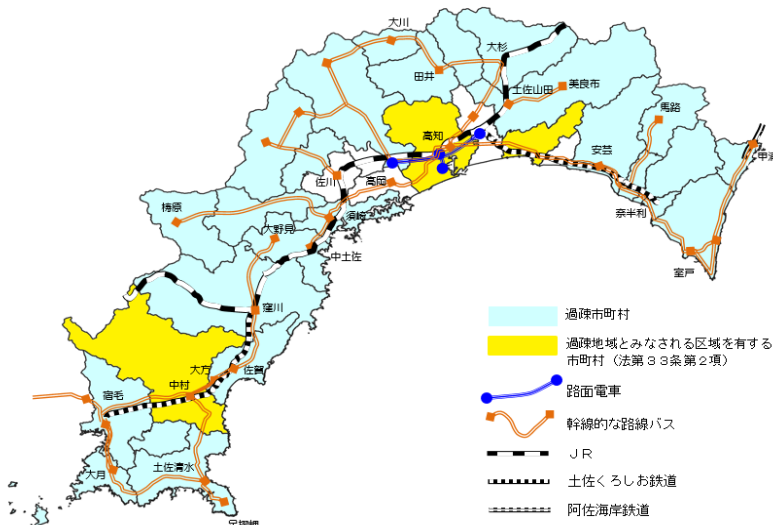 大川
大杉
田井
土佐山田
美良布
馬路
高知
安芸
甲浦
佐川
高岡
奈半利
梼原
須崎
大野見
中土佐
室戸
窪川
過疎市町村
過疎地域とみなされる区域を有する
市町村（法第３３条第２項）
大方
佐賀
中村
宿毛
路面電車
幹線的な路線バス
ＪＲ
土佐くろしお鉄道
阿佐海岸鉄道
大月
土佐清水